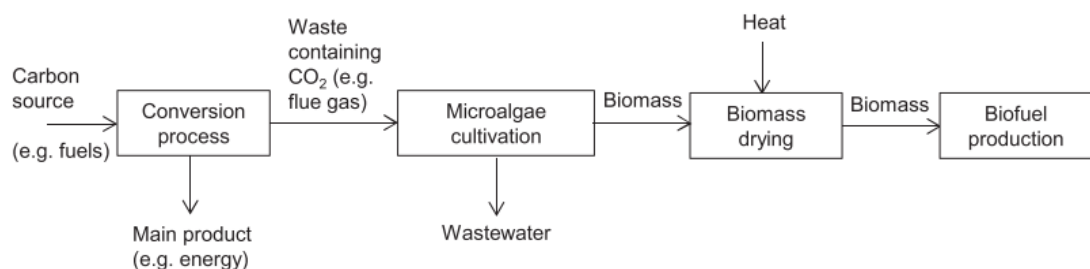 Carbon
source
(e.g. fuels)
Conversion
process
Main product
(e.g. energy)
Waste
containing
CO₂ (e.g.
flue gas)
Microalgae
cultivation
Wastewater
Biomass
Heat
Biomass
drying
Biomass
Biofuel
production